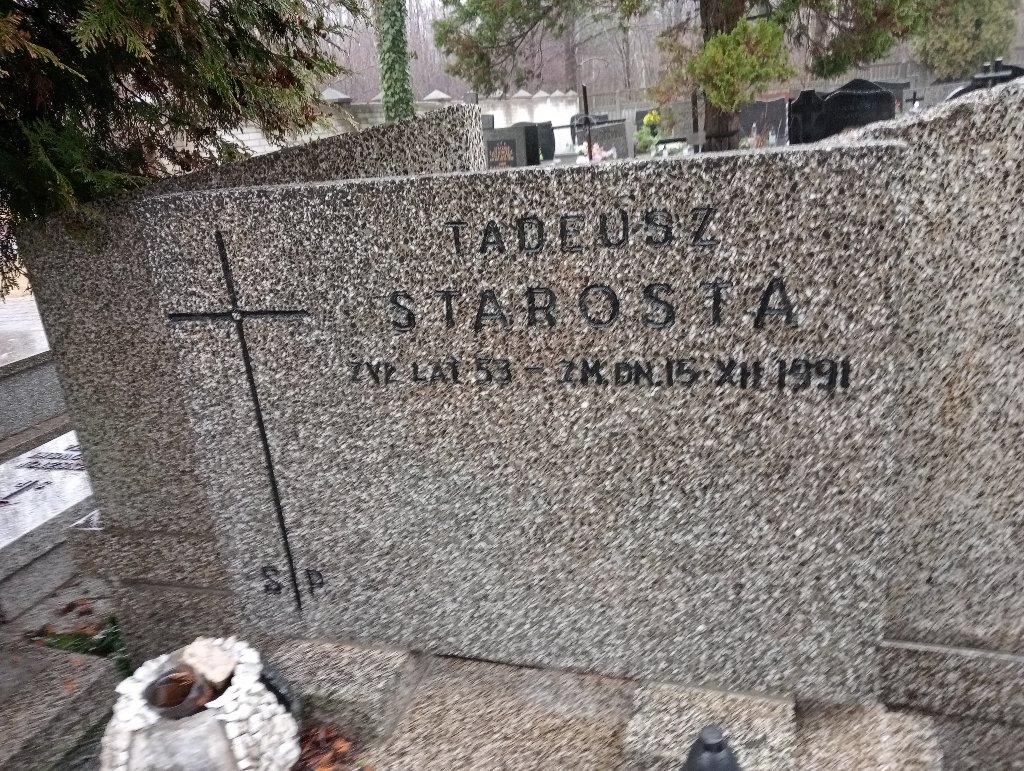 TADEUSZ
STAROSTA
ŻYŁ LAT 53 - ZM. DN. 15-XII 1991
Ś P